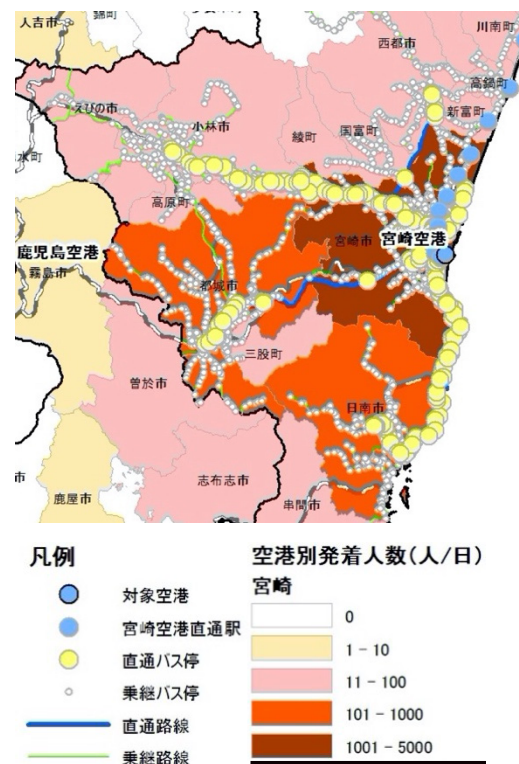 人吉市
錦町
川南町
西都市
高鍋町
えびの市
小林市
新富町
国富町
綾町
水町
高原町
宮崎市
宮崎空港
鹿児島空港
霧島市
都城市
三股町
曽於市
日南市
市
志布志市
鹿屋市
串間市
凡例
対象空港
宮崎空港直通駅
直通バス停
乗継バス停
直通路線
乗継路線
空港別発着人数(人/日)
宮崎
0
1 - 10
11 - 100
101 - 1000
1001 - 5000